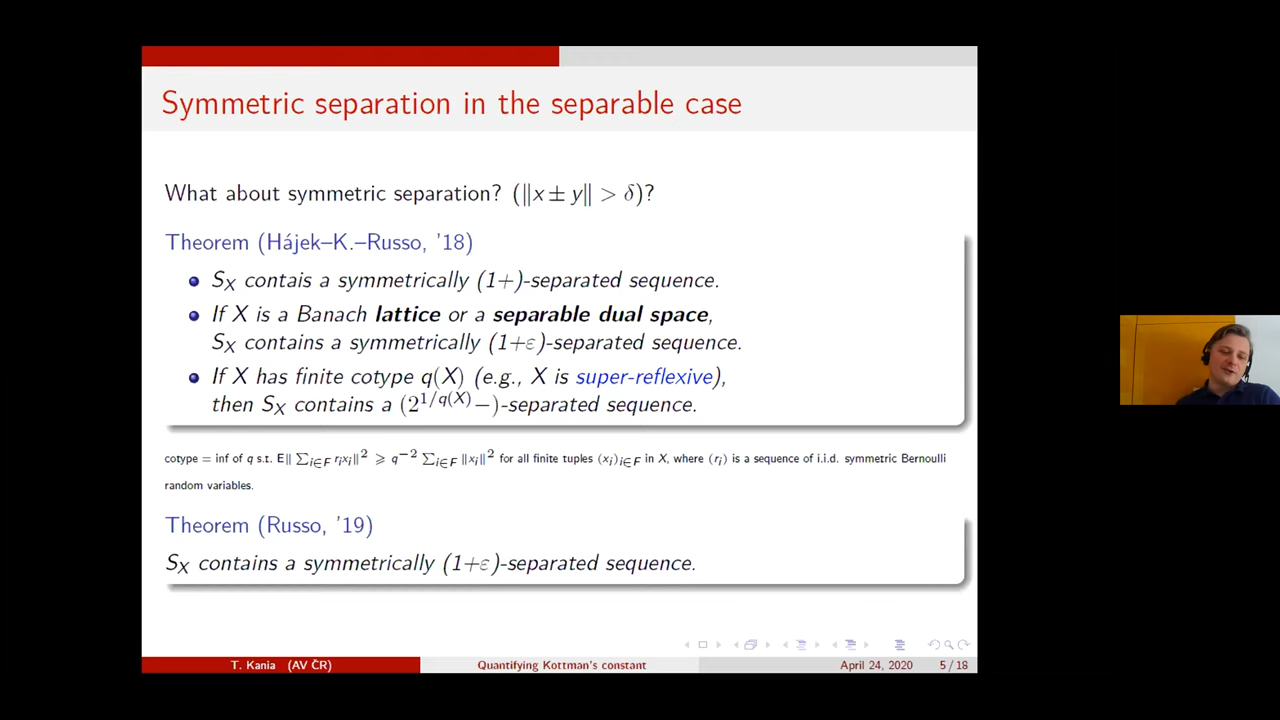 Symmetric separation in the separable case
What about symmetric separation? (‖x ± y‖ > δ)?
Theorem (Hájek–K.–Russo, '18)
S_X contais a symmetrically (1+)-separated sequence.
If X is a Banach lattice or a separable dual space,
S_X contains a symmetrically (1+ε)-separated sequence.
If X has finite cotype q(X) (e.g., X is super-reflexive),
then S_X contains a (2^{1/q(X)}−)-separated sequence.
cotype = inf of q s.t. E‖ ∑_{i∈F} r_i x_i‖^2 ⩾ q^{−2} ∑_{i∈F} ‖x_i‖^2 for all finite tuples (x_i)_{i∈F} in X, where (r_i) is a sequence of i.i.d. symmetric Bernoulli
random variables.
Theorem (Russo, '19)
S_X contains a symmetrically (1+ε)-separated sequence.
T. Kania (AV ČR) Quantifying Kottman's constant April 24, 2020 5 / 18